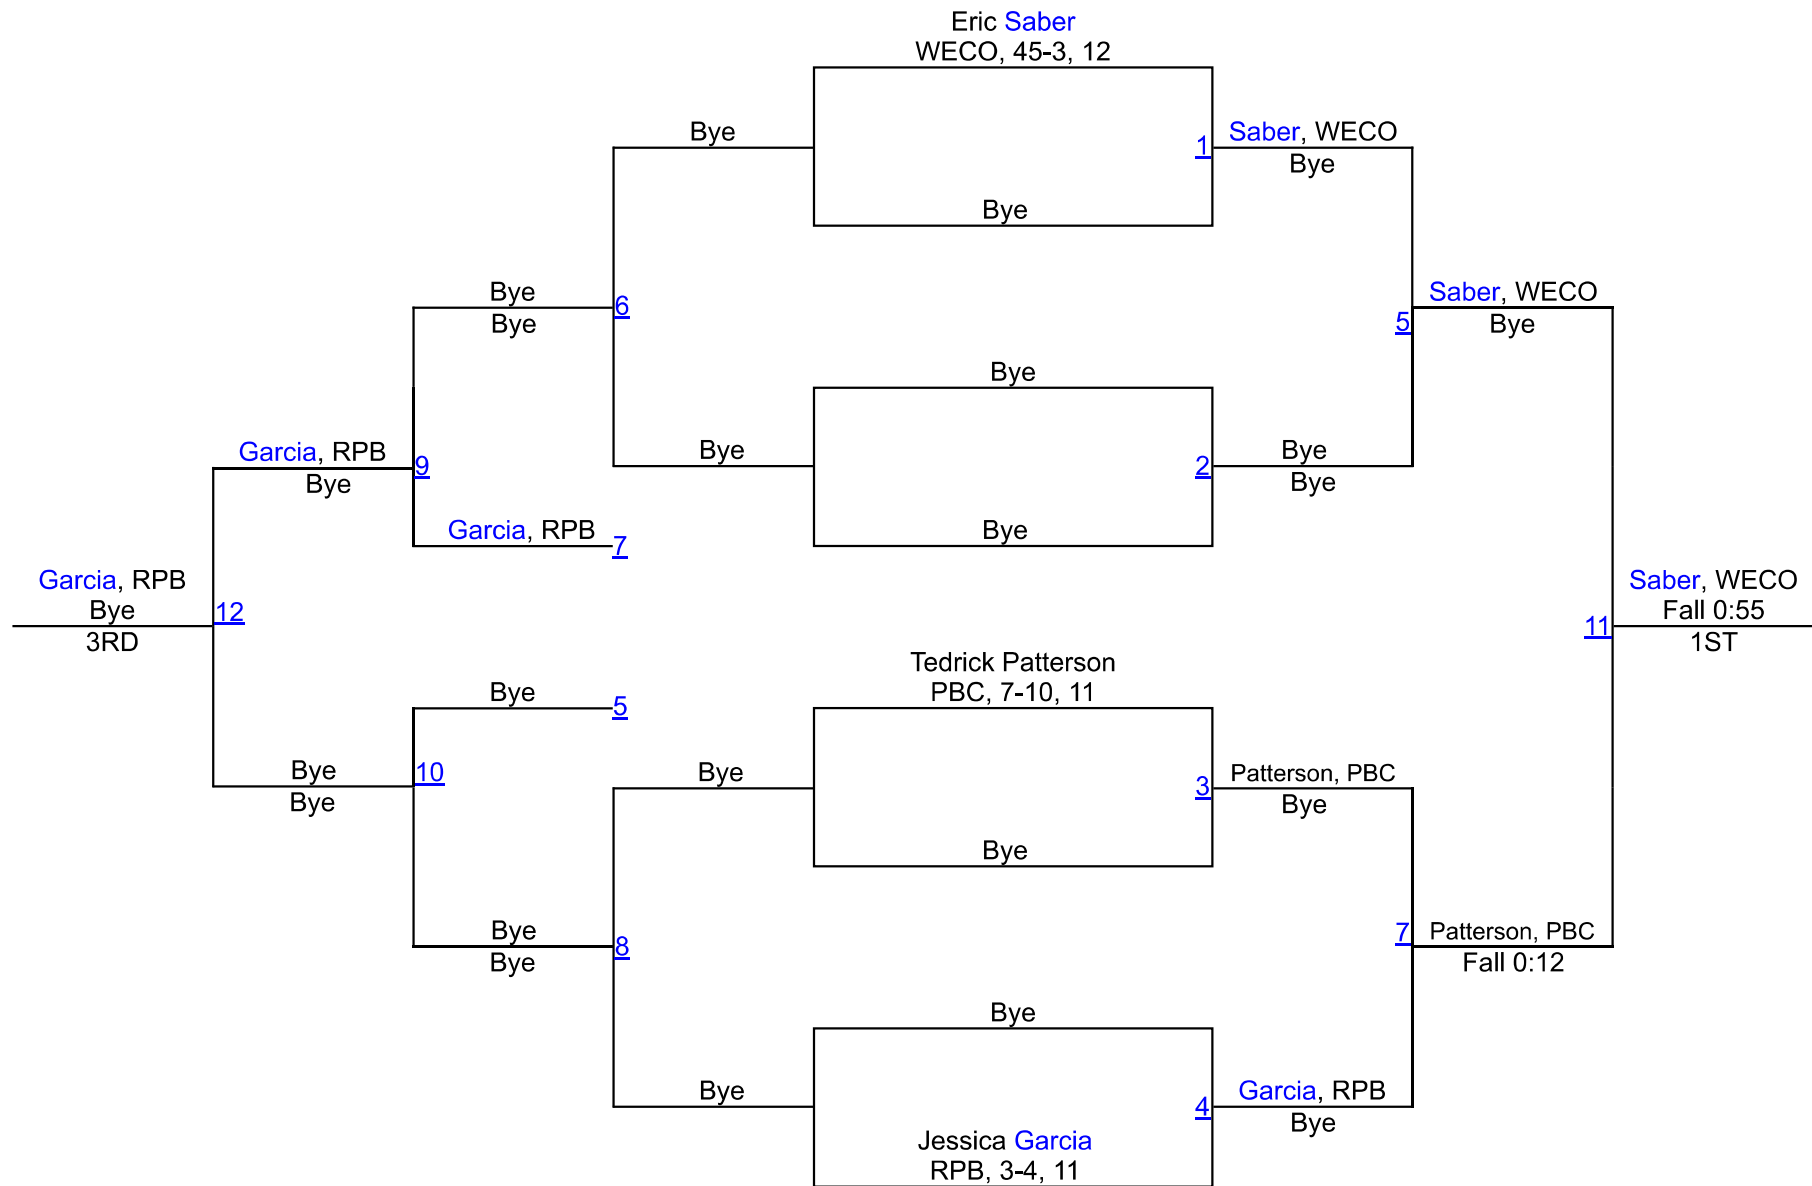 Eric Saber
WECO, 45-3, 12
Bye
1
Saber, WECO
Bye
Bye
Bye
Bye
6
Saber, WECO
Bye
5
Bye
Bye
2
Bye
Bye
Bye
Garcia, RPB
Bye
9
Garcia, RPB
7
Garcia, RPB
Bye
3RD
12
Saber, WECO
Fall 0:55
1ST
11
Tedrick Patterson
PBC, 7-10, 11
Bye
5
Bye
Bye
10
Bye
3
Patterson, PBC
Bye
Bye
Bye
Bye
8
7
Patterson, PBC
Fall 0:12
Bye
Bye
4
Garcia, RPB
Bye
Jessica Garcia
RPB, 3-4, 11